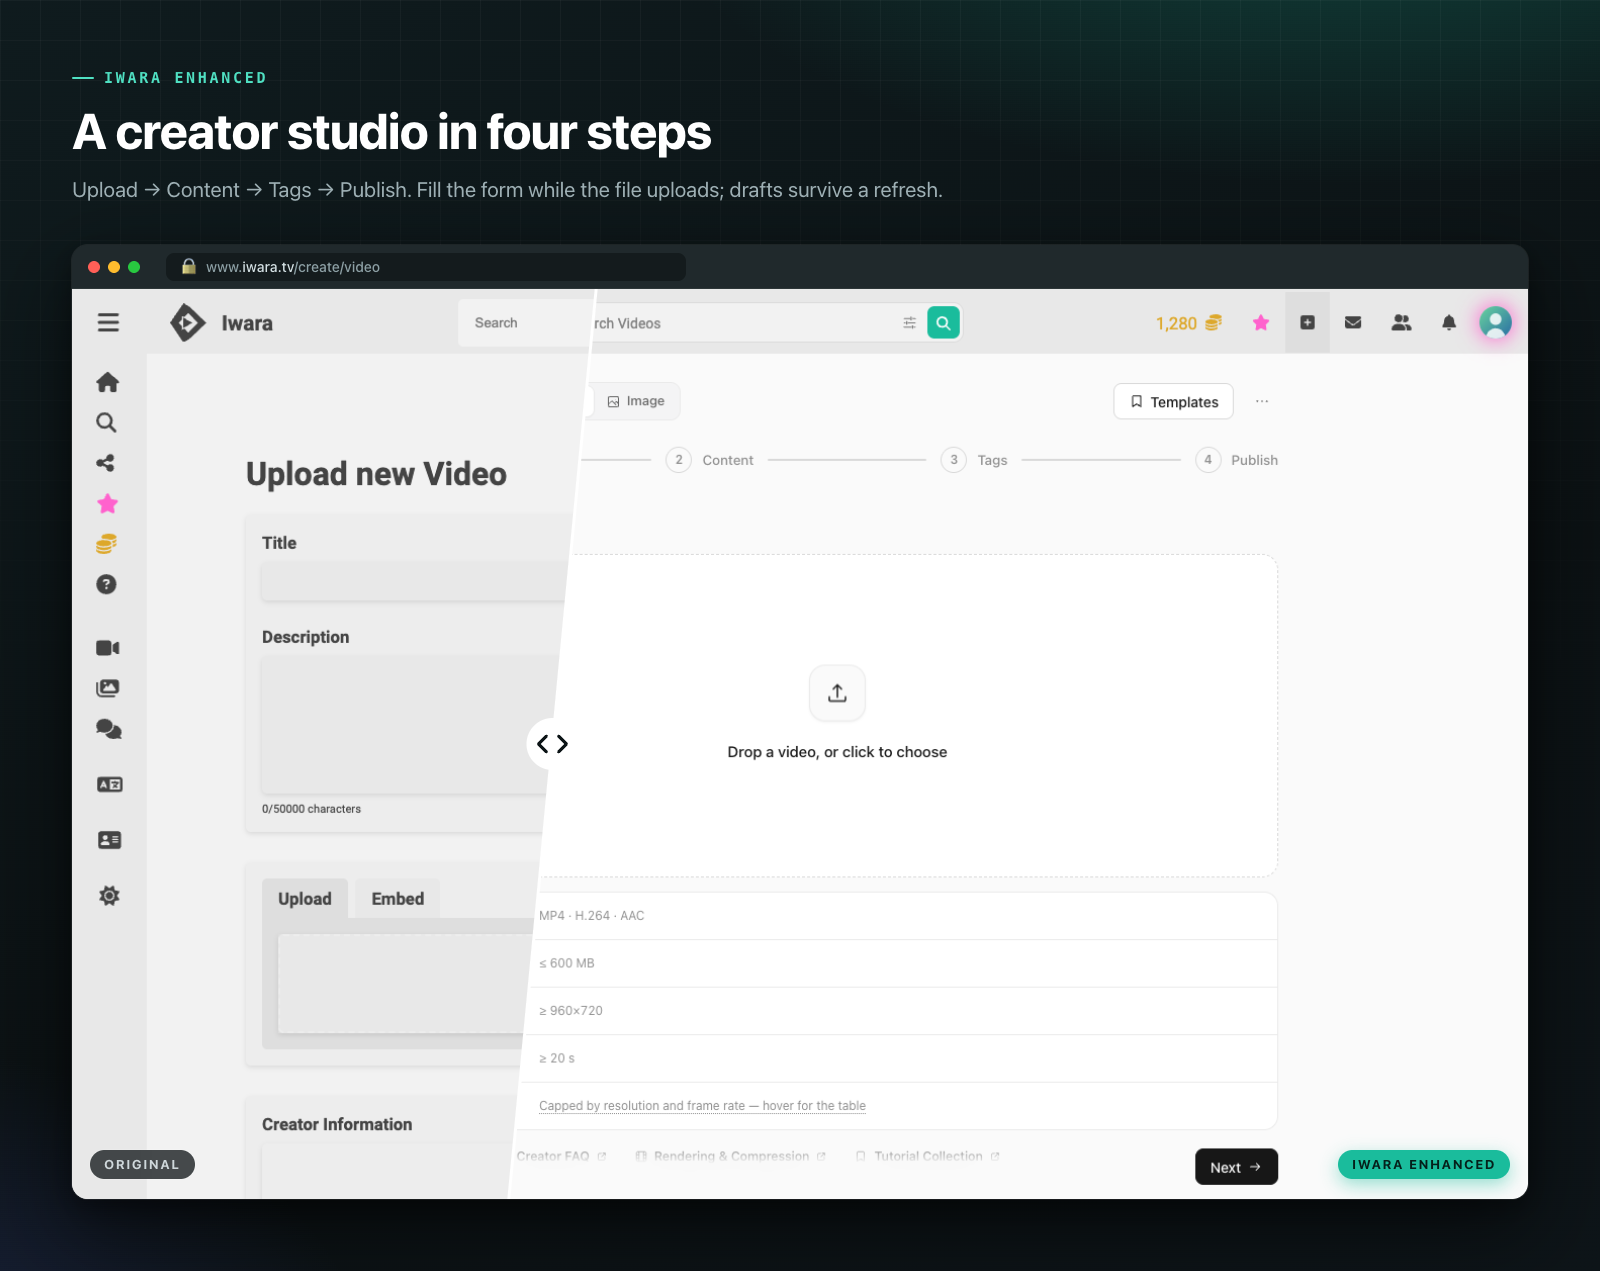 IWARA ENHANCED
A creator studio in four steps
Upload → Content → Tags → Publish. Fill the form while the file uploads; drafts survive a refresh.
www.iwara.tv/create/video
Iwara
Search
rch Videos
1,280
Image
Templates
2 Content
3 Tags
4 Publish
Upload new Video
Title
Description
0/50000 characters
Drop a video, or click to choose
Upload
Embed
MP4 · H.264 · AAC
≤ 600 MB
≥ 960×720
≥ 20 s
Capped by resolution and frame rate — hover for the table
Creator Information
Creator FAQ
Rendering & Compression
Tutorial Collection
Next →
ORIGINAL
IWARA ENHANCED